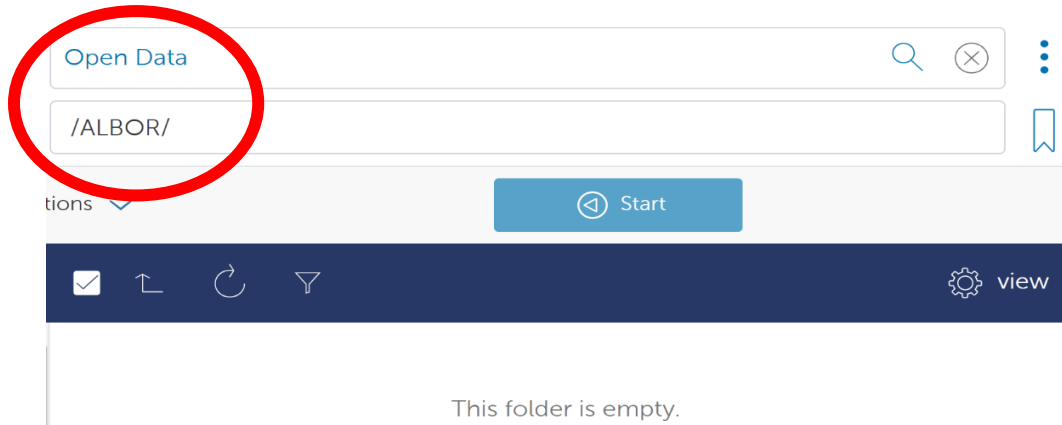 Open Data
/ALBOR/
tions
Start
view
This folder is empty.